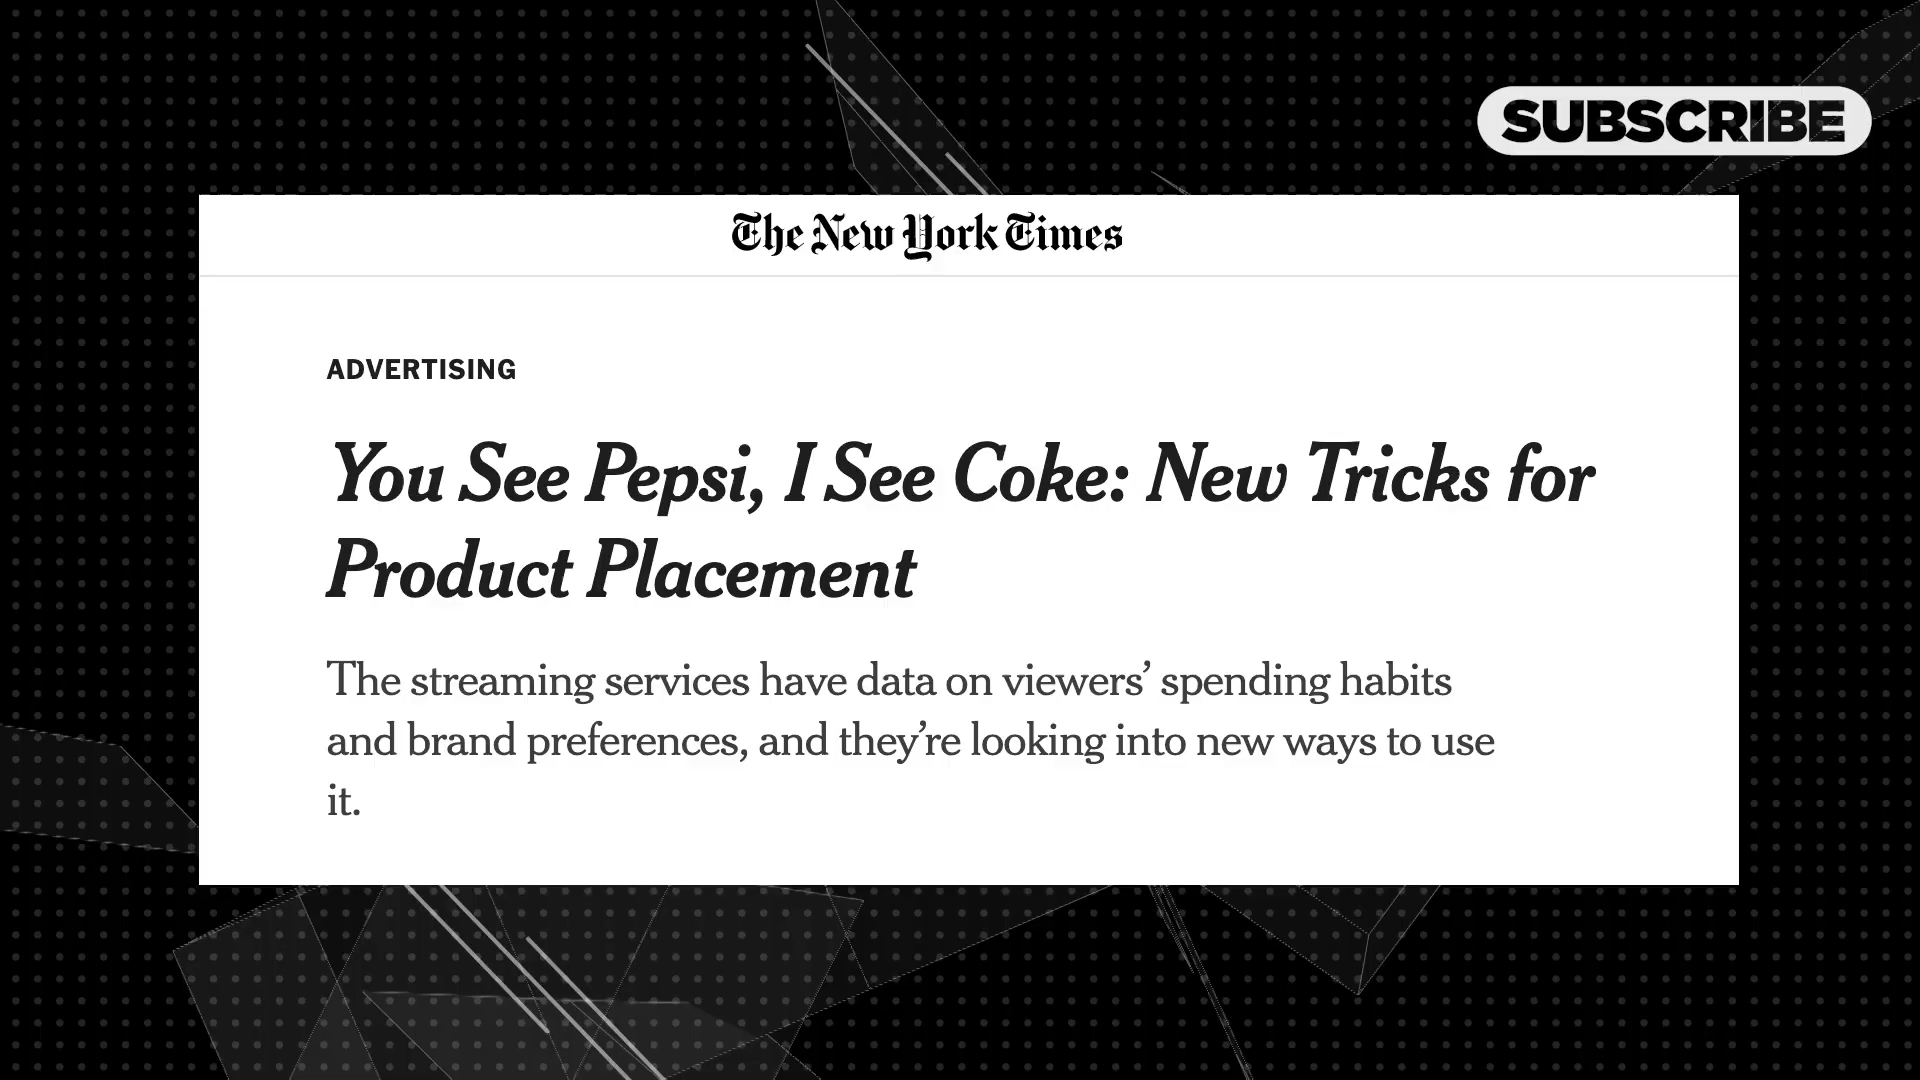 SUBSCRIBE
The New York Times
ADVERTISING
You See Pepsi, I See Coke: New Tricks for
Product Placement
The streaming services have data on viewers’ spending habits
and brand preferences, and they’re looking into new ways to use
it.